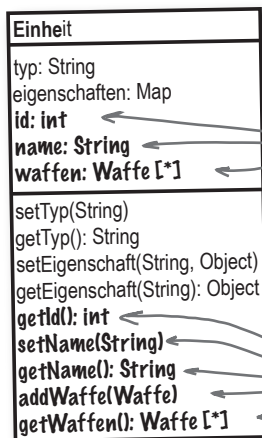 Einheit
typ: String
eigenschaften: Map
id: int
name: String
waffen: Waffe [*]
setTyp(String)
getTyp(): String
setEigenschaft(String, Object)
getEigenschaft(String): Object
getId(): int
setName(String)
getName(): String
addWaffe(Waffe)
getWaffen(): Waffe [*]